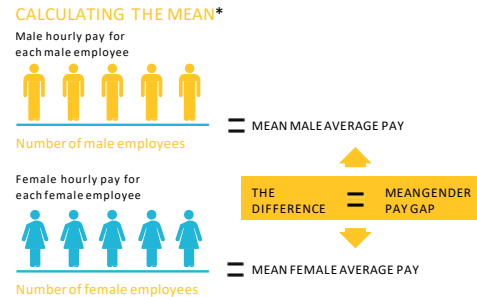 CALCULATING THE MEAN*
Male hourly pay for
each male employee
= MEAN MALE AVERAGE PAY
Number of male employees
Female hourly pay for
each female employee
THE
DIFFERENCE
= MEANGENDER
PAY GAP
= MEAN FEMALE AVERAGE PAY
Number of female employees